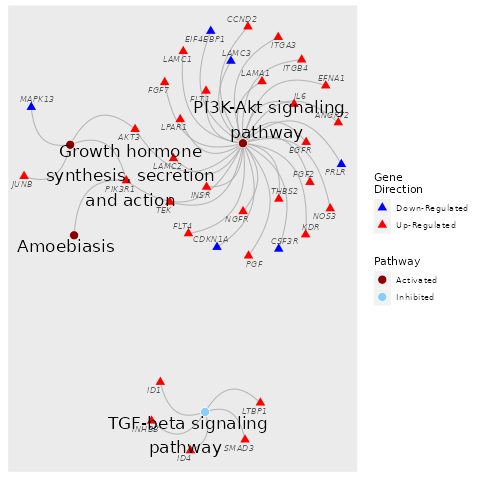 CCND2
EIF4EBP1
ITGA3
LAMC1
LAMC3
ITGB4
LAMA1
EFNA1
FGF7
FLT1
IL6
MAPK13
PI3K-Akt signaling
pathway
LPAR1
AKT3
EGFR
Growth hormone
synthesis, secretion
and action
LAMC2
PRLR
FGF2
JUNB
PIK3R1
INSR
THBS2
TEK
NOS3
NGFR
FLT4
KDR
CDKN1A
CSF3R
Amoebiasis
PGF
ID1
LTBP1
TGF-beta signaling
pathway
SMAD3
ID4
Gene
Direction
Down-Regulated
Up-Regulated
Pathway
Activated
Inhibited